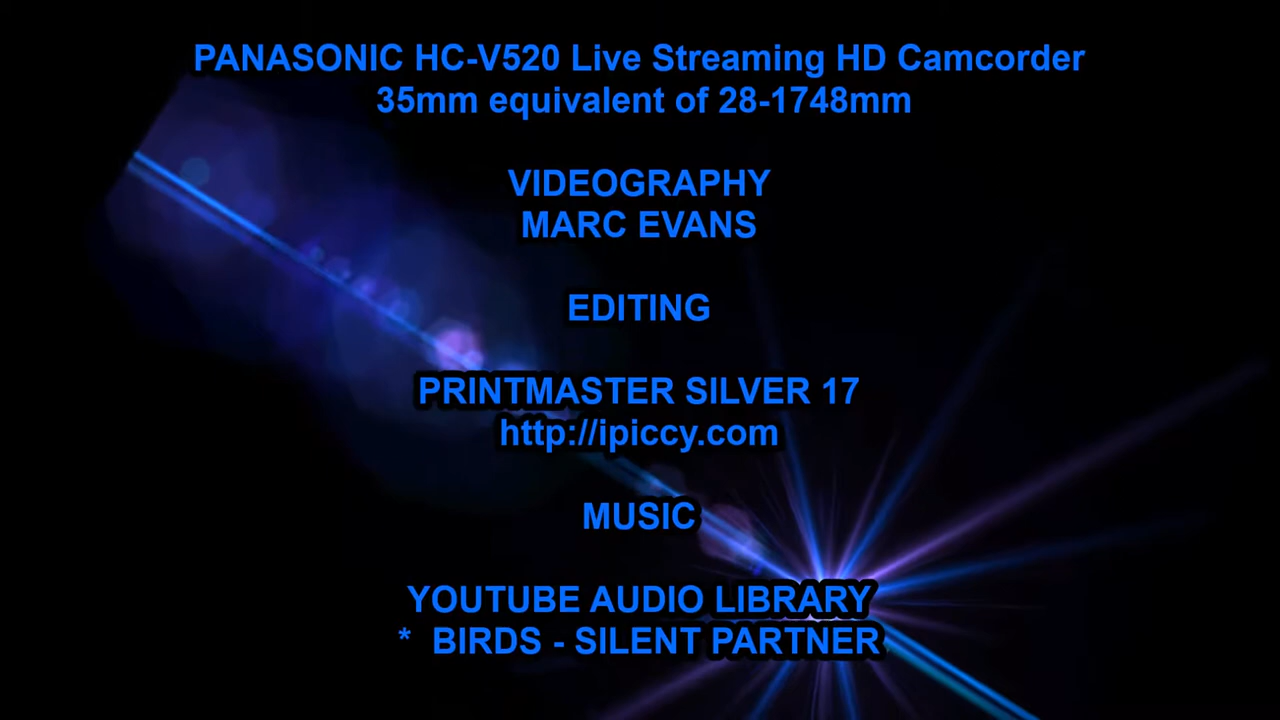 PANASONIC HC-V520 Live Streaming HD Camcorder
35mm equivalent of 28-1748mm
VIDEOGRAPHY
MARC EVANS
EDITING
PRINTMASTER SILVER 17
http://ipiccy.com
MUSIC
YOUTUBE AUDIO LIBRARY
* BIRDS - SILENT PARTNER